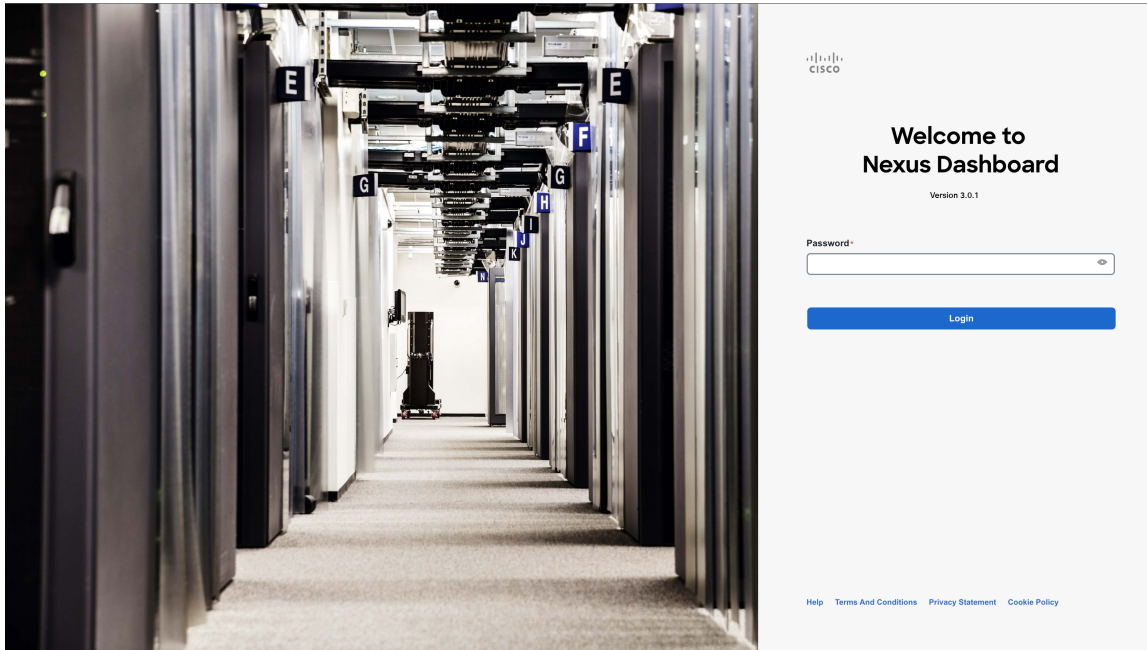 E
E
F
G
G
H
I
J
K
N
CISCO
Welcome to
Nexus Dashboard
Version 3.0.1
Password*
Login
Help Terms And Conditions Privacy Statement Cookie Policy